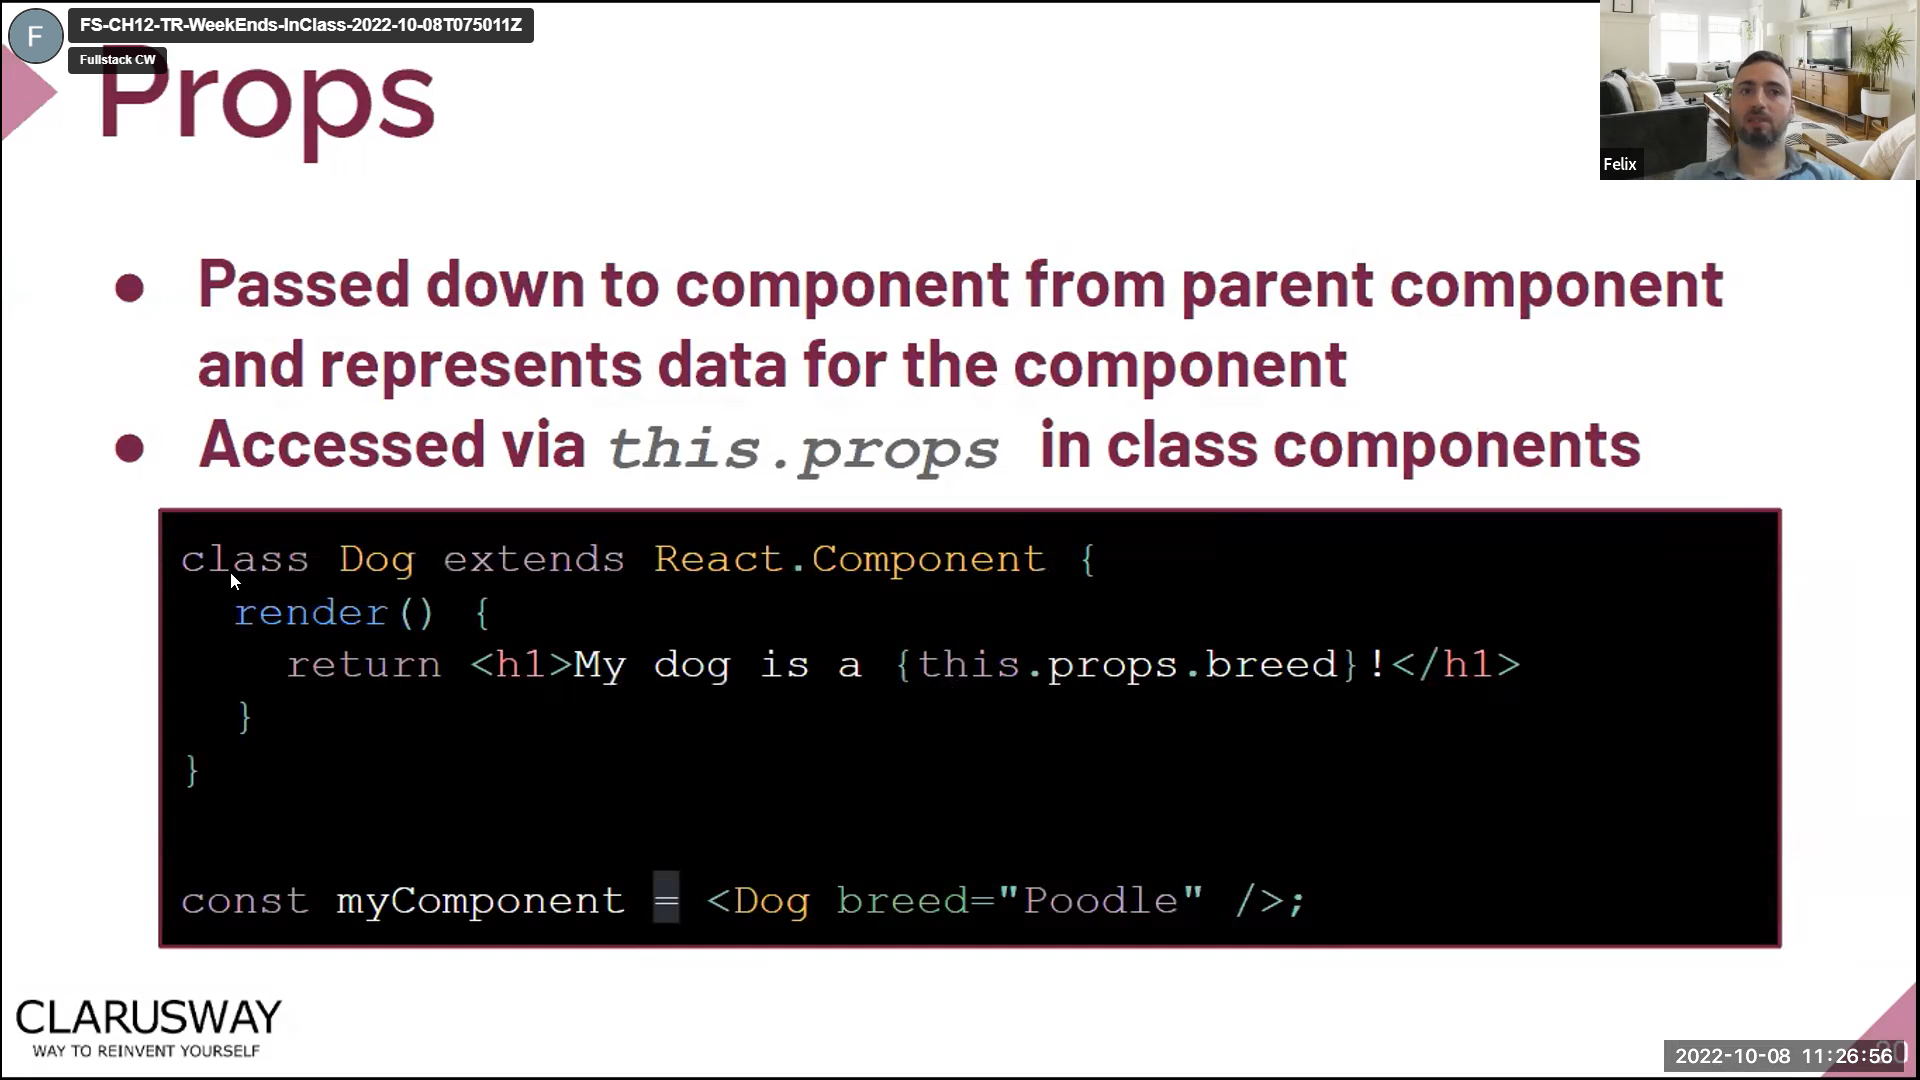 F
FS-CH12-TR-WeekEnds-InClass-2022-10-08T075011Z
Fullstack CW
Props
Felix
● Passed down to component from parent component
and represents data for the component
● Accessed via this.props in class components
class Dog extends React.Component {
render() {
return <h1>My dog is a {this.props.breed}!</h1>
}
}
const myComponent = <Dog breed="Poodle" />;
CLARUSWAY
WAY TO REINVENT YOURSELF
2022-10-08 11:26:56